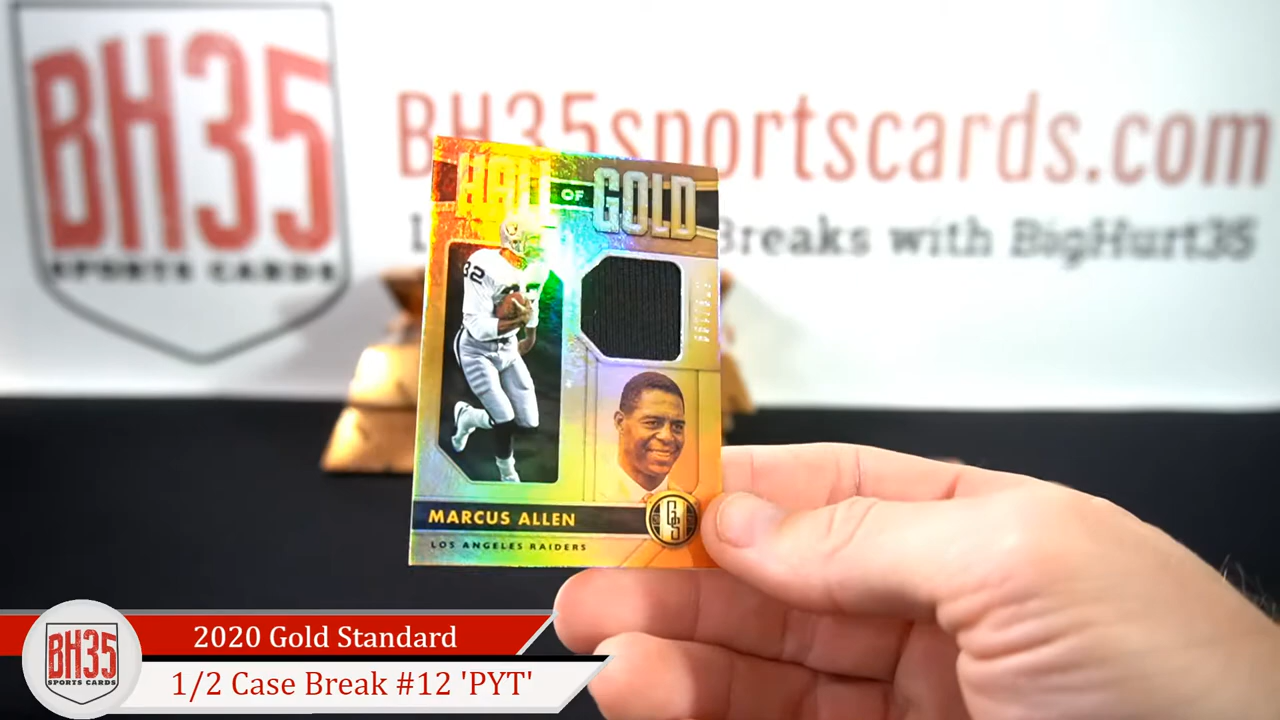 BH35
SPORTS CARDS
BH35sportscards.com
Breaks with BigHurt35
HALL OF GOLD
32
MARCUS ALLEN
GS
LOS ANGELES RAIDERS
BH35
SPORTS CARDS
2020 Gold Standard
1/2 Case Break #12 'PYT'